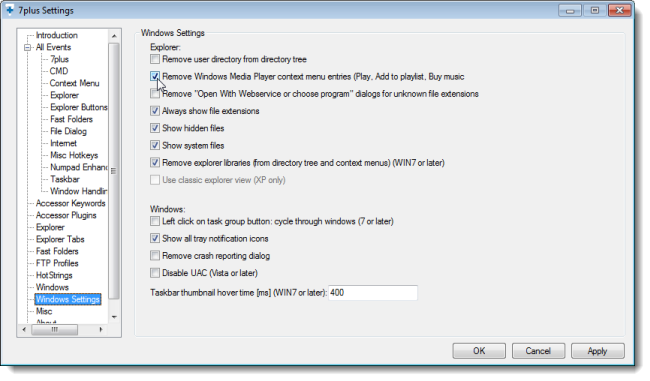 7plus Settings
Introduction
All Events
7plus
CMD
Context Menu
Explorer
Explorer Buttons
Fast Folders
File Dialog
Internet
Misc Hotkeys
Numpad Enhan
Taskbar
Window Handlin
Accessor Keywords
Accessor Plugins
Explorer
Explorer Tabs
Fast Folders
FTP Profiles
HotStrings
Windows
Windows Settings
Misc
About
Windows Settings
Explorer:
Remove user directory from directory tree
Remove Windows Media Player context menu entries (Play, Add to playlist, Buy music
Remove "Open With Webservice or choose program" dialogs for unknown file extensions
Always show file extensions
Show hidden files
Show system files
Remove explorer libraries (from directory tree and context menus) (WIN7 or later)
Use classic explorer view (XP only)
Windows:
Left click on task group button: cycle through windows (7 or later)
Show all tray notification icons
Remove crash reporting dialog
Disable UAC (Vista or later)
Taskbar thumbnail hover time [ms] (WIN7 or later): 400
OK Cancel Apply